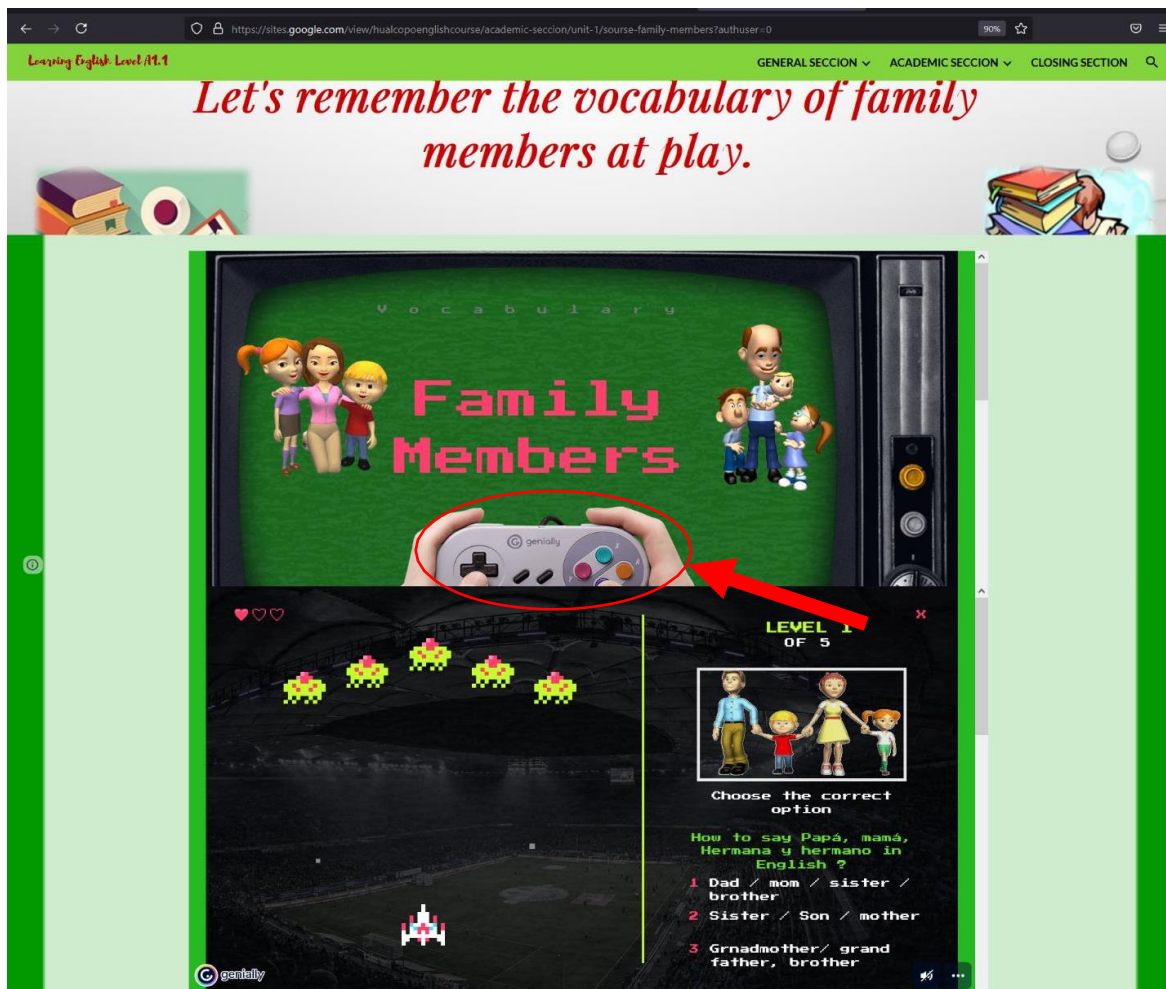 https://sites.google.com/view/hualcopoenglishcourse/academic-seccion/unit-1/sourse-family-members?authuser=0
90%
Learning English Level A1.1
GENERAL SECCION
ACADEMIC SECCION
CLOSING SECTION
Let's remember the vocabulary of family
members at play.
Vocabulary
Family
Members
genially
LEVEL 1
OF 5
x
Choose the correct
option
How to say Papá, mamá,
Hermana y hermano in
English ?
1 Dad / mom / sister /
brother
2 Sister / Son / mother
3 Grnadmother/ grand
father, brother
genially